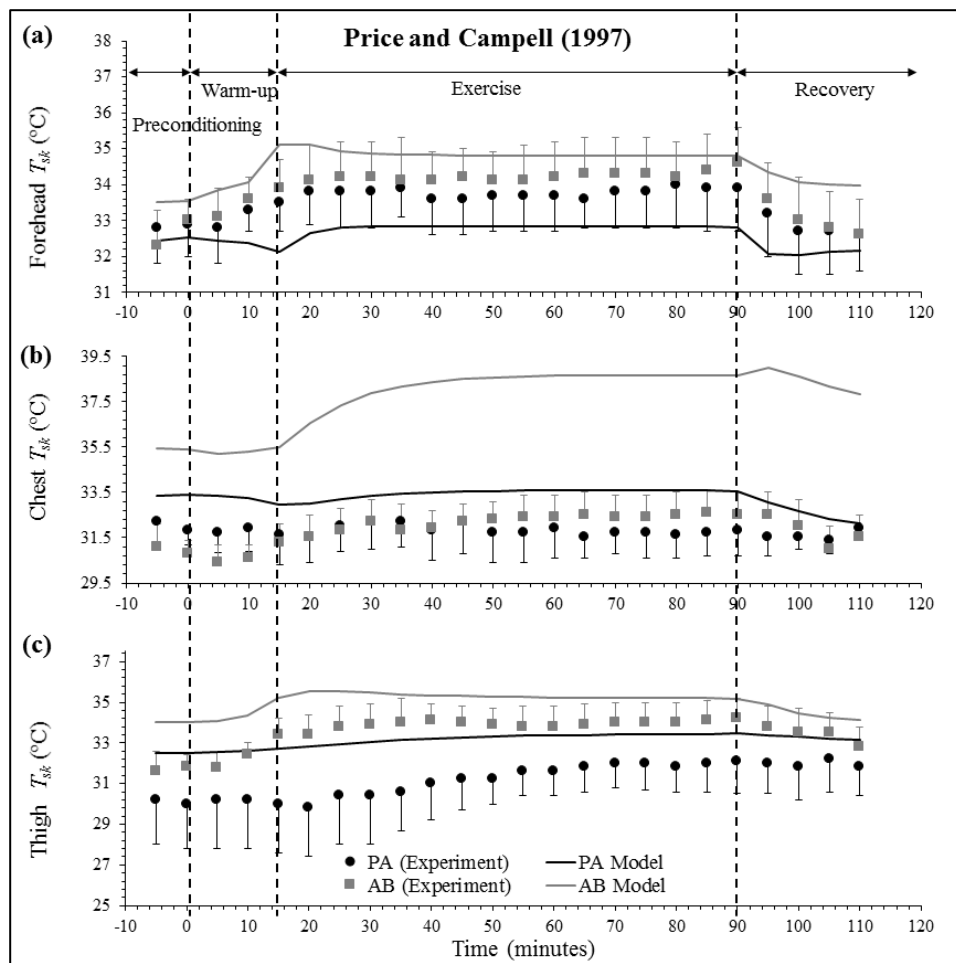 (a)
Price and Campell (1997)
38
37
36
35
34
33
32
31
Forehead Tsk (°C)
Warm-up
Exercise
Recovery
Preconditioning
-10 0 10 20 30 40 50 60 70 80 90 100 110 120
(b)
39.5
37.5
35.5
33.5
31.5
29.5
Chest Tsk (°C)
-10 0 10 20 30 40 50 60 70 80 90 100 110 120
(c)
37
35
33
31
29
27
25
Thigh Tsk (°C)
PA (Experiment) PA Model
AB (Experiment) AB Model
-10 0 10 20 30 40 50 60 70 80 90 100 110 120
Time (minutes)